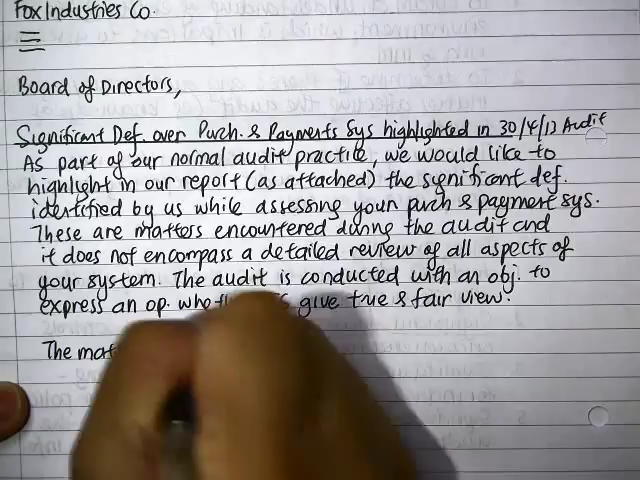 Fox Industries Co.
Board of Directors,
Significant Def. over Purch. & Payments Sys highlighted in 30/4/13 Audit
As part of our normal audit practice, we would like to
highlight in our report (as attached) the significant def.
identified by us while assessing your purch & payment sys.
These are matters encountered during the audit and
it does not encompass a detailed review of all aspects of
your system. The audit is conducted with an obj. to
express an op. give true & fair view.
The